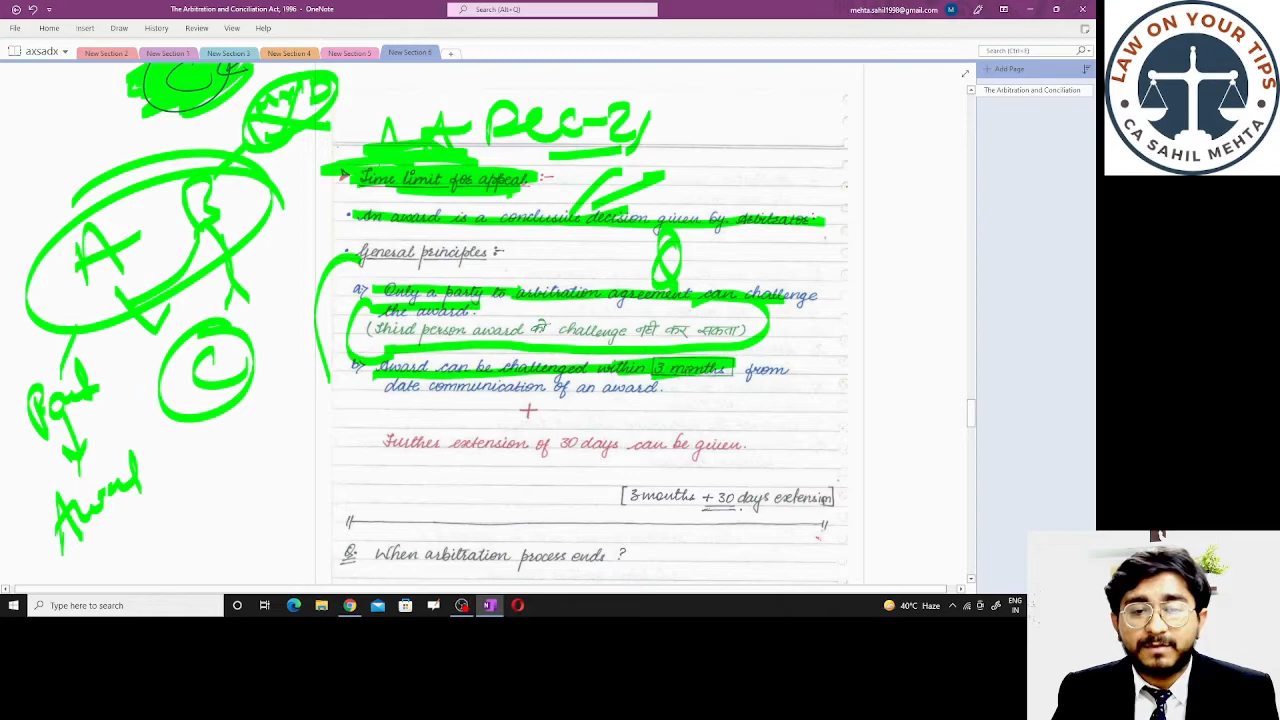 The Arbitration and Conciliation Act, 1996 - OneNote
Search (Alt+Q)
mehta.sahil1998@gmail.com
M
File Home Insert Draw History Review View Help
axsadx
New Section 2 New Section 1 New Section 3 New Section 4 New Section 5 New Section 6
Search (Ctrl+E)
Add Page
The Arbitration and Conciliation
LAW ON YOUR TIPS
CA SAHIL MEHTA
Dec-21
Time limit for appeal :-
• An award is a conclusive decision given by arbitrator.
• General principles :-
a) Only a party to arbitration agreement can challenge
the award.
(Third person award को challenge नहीं कर सकता)
b) Award can be challenged within 3 months from
date communication of an award.
+
Further extension of 30 days can be given.
[3 months + 30 days extension]
Q. When arbitration process ends ?
A
C
Award
Type here to search
40°C Haze
ENG
IN